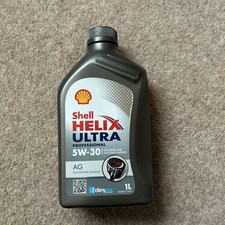 Shell
HELIX
ULTRA
PROFESSIONAL
5W-30
AG
dexos
1L